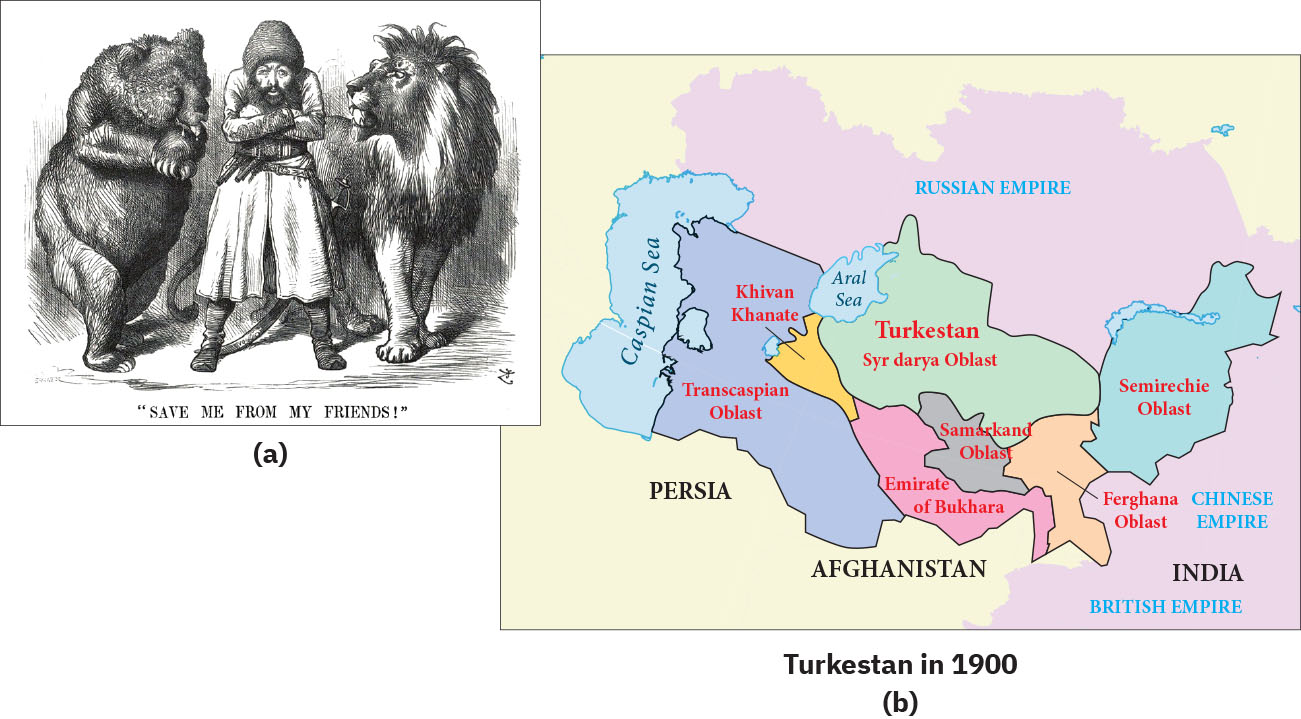 "SAVE ME FROM MY FRIENDS!"
(a)
RUSSIAN EMPIRE
Caspian Sea
Aral
Sea
Khivan
Khanate
Turkestan
Syr darya Oblast
Transcaspian
Oblast
Semirechie
Oblast
Samarkand
Oblast
Emirate
of Bukhara
Ferghana
Oblast
CHINESE
EMPIRE
PERSIA
AFGHANISTAN
INDIA
BRITISH EMPIRE
Turkestan in 1900
(b)